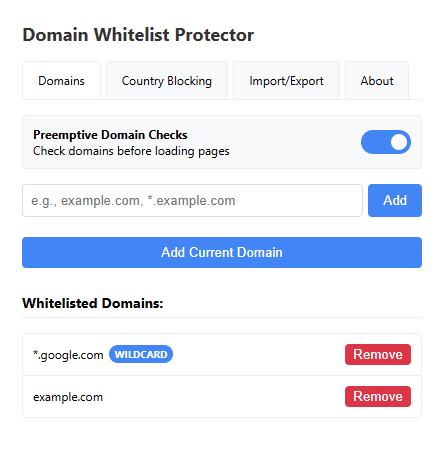 Domain Whitelist Protector
Domains Country Blocking Import/Export About
Preemptive Domain Checks
Check domains before loading pages
e.g., example.com, *.example.com Add
Add Current Domain
Whitelisted Domains:
*.google.com WILDCARD Remove
example.com Remove